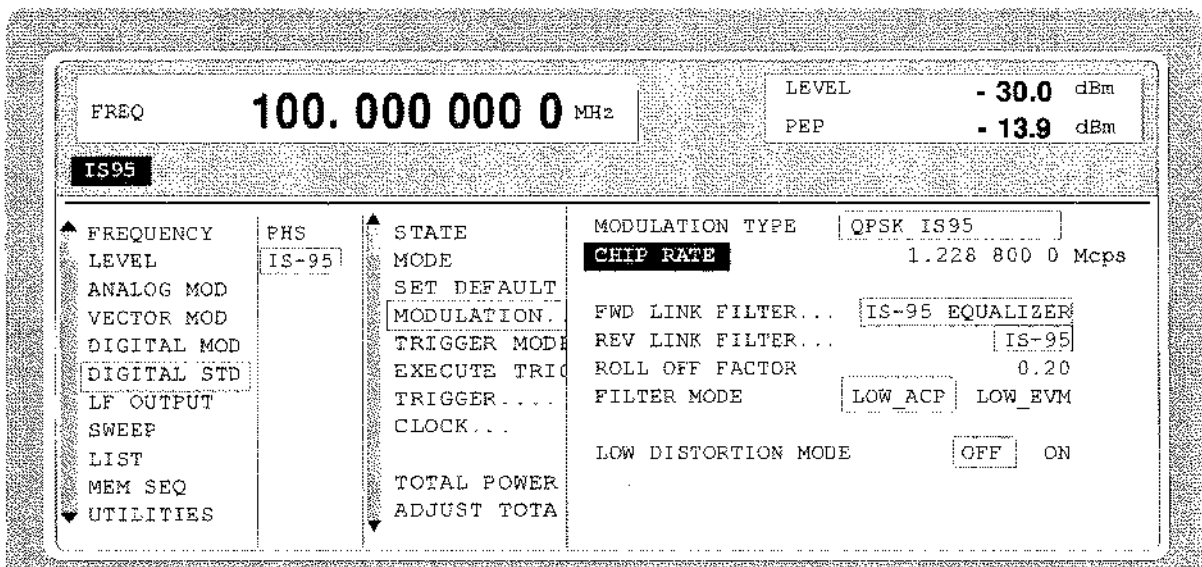 FREQ 100. 000 000 0 MHz
LEVEL - 30.0 dBm
PEP - 13.9 dBm
IS95
FREQUENCY
LEVEL
ANALOG MOD
VECTOR MOD
DIGITAL MOD
DIGITAL STD
LF OUTPUT
SWEEP
LIST
MEM SEQ
UTILITIES
PHS
IS-95
STATE
MODE
SET DEFAULT
MODULATION..
TRIGGER MODE
EXECUTE TRIG
TRIGGER....
CLOCK...
TOTAL POWER
ADJUST TOTA
MODULATION TYPE QPSK IS95
CHIP RATE 1.228 800 0 Mcps
FWD LINK FILTER... IS-95 EQUALIZER
REV LINK FILTER... IS-95
ROLL OFF FACTOR 0.20
FILTER MODE LOW_ACP LOW_EVM
LOW DISTORTION MODE OFF ON